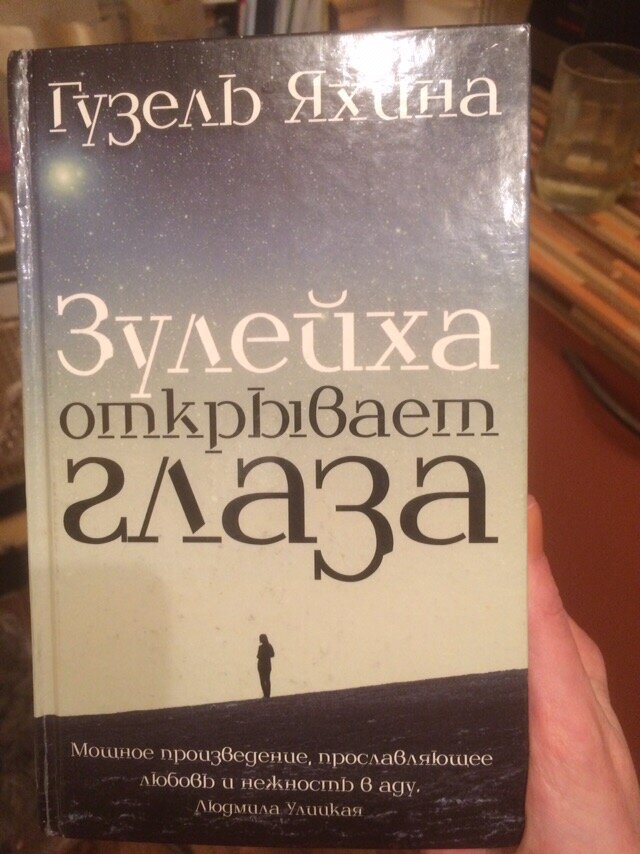 Гузель Яхина
Зулейха
открывает
глаза
Мощное произведение, прославляющее
любовь и нежность в аду.
Людмила Улицкая